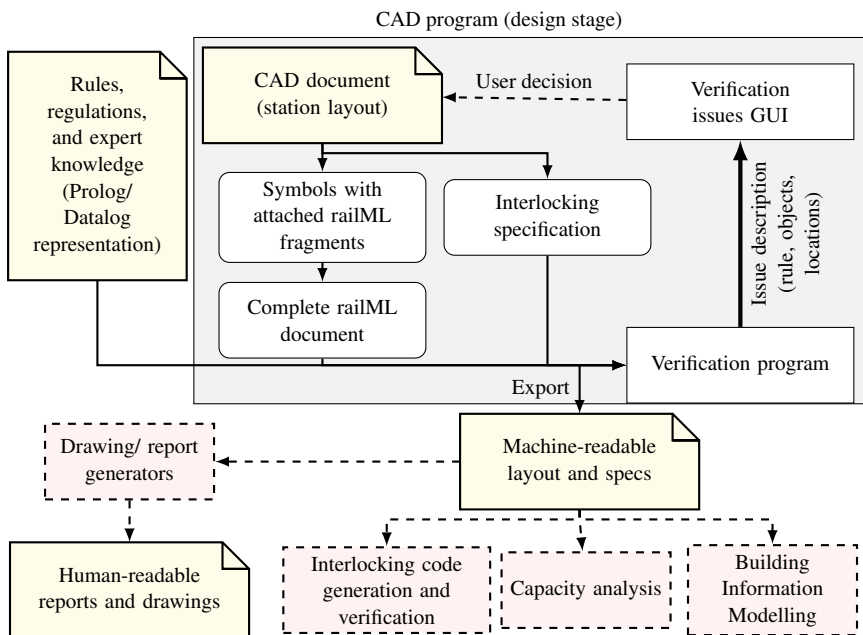 CAD program (design stage)
Rules,
regulations,
and expert
knowledge
(Prolog/
Datalog
representation)
CAD document
(station layout)
User decision
Verification
issues GUI
Symbols with
attached railML
fragments
Interlocking
specification
Issue description
(rule, objects,
locations)
Complete railML
document
Verification program
Export
Drawing/ report
generators
Machine-readable
layout and specs
Human-readable
reports and drawings
Interlocking code
generation and
verification
Capacity analysis
Building
Information
Modelling